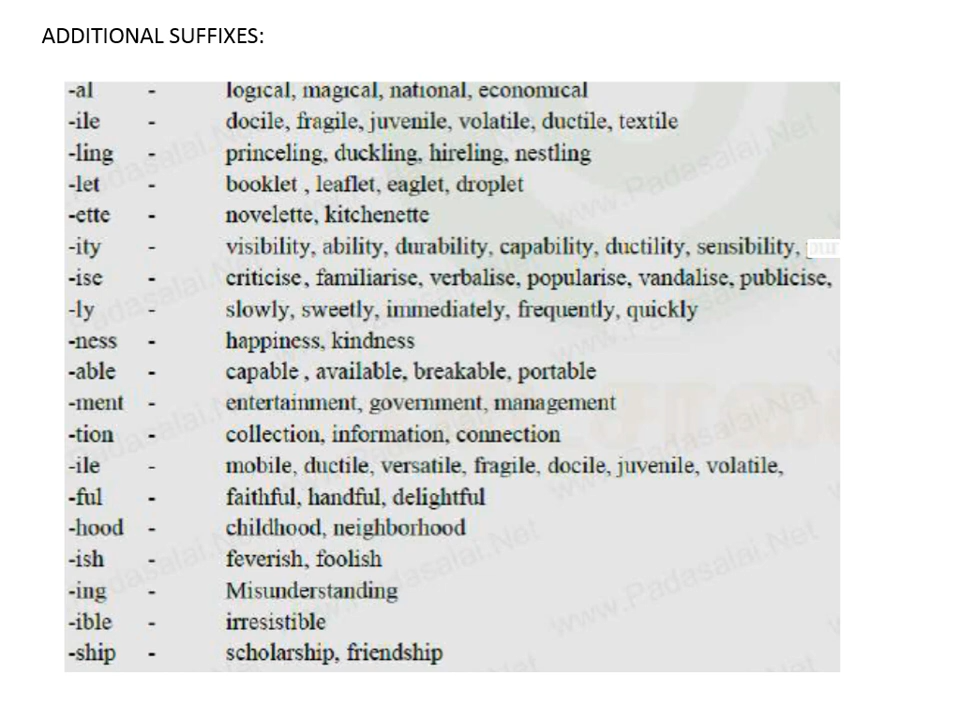 ADDITIONAL SUFFIXES:
-al - logical, magical, national, economical
-ile - docile, fragile, juvenile, volatile, ductile, textile
-ling - princeling, duckling, hireling, nestling
-let - booklet , leaflet, eaglet, droplet
-ette - novelette, kitchenette
-ity - visibility, ability, durability, capability, ductility, sensibility,
-ise - criticise, familiarise, verbalise, popularise, vandalise, publicise,
-ly - slowly, sweetly, immediately, frequently, quickly
-ness - happiness, kindness
-able - capable , available, breakable, portable
-ment - entertainment, government, management
-tion - collection, information, connection
-ile - mobile, ductile, versatile, fragile, docile, juvenile, volatile,
-ful - faithful, handful, delightful
-hood - childhood, neighborhood
-ish - feverish, foolish
-ing - Misunderstanding
-ible - irresistible
-ship - scholarship, friendship
www.Padasalai.Net